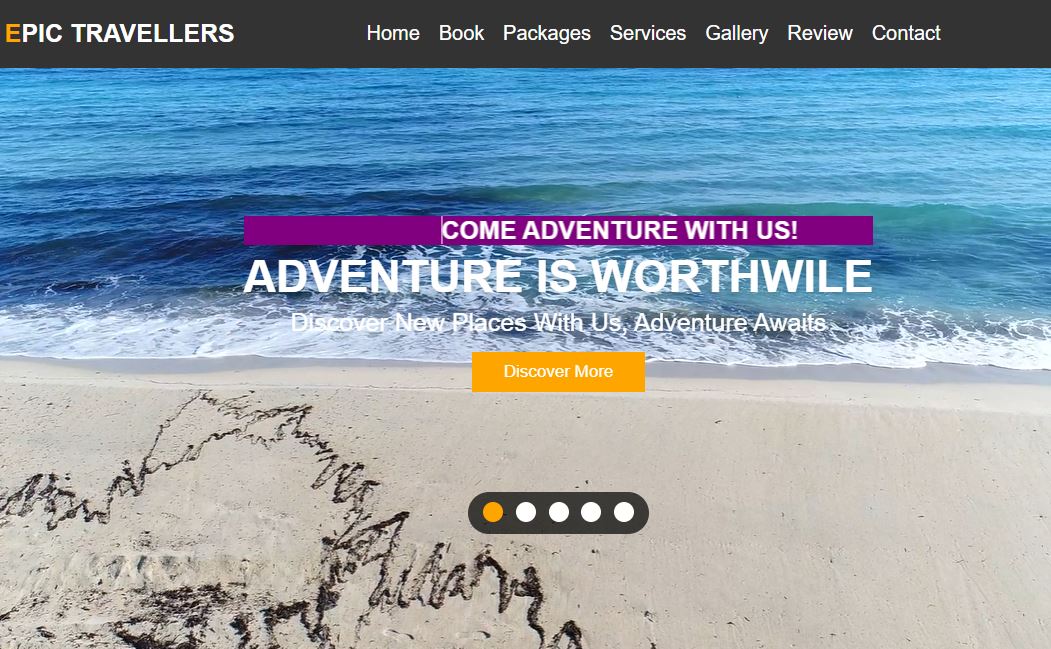 EPIC TRAVELLERS
Home Book Packages Services Gallery Review Contact
COME ADVENTURE WITH US!
ADVENTURE IS WORTHWILE
Discover New Places With Us, Adventure Awaits
Discover More